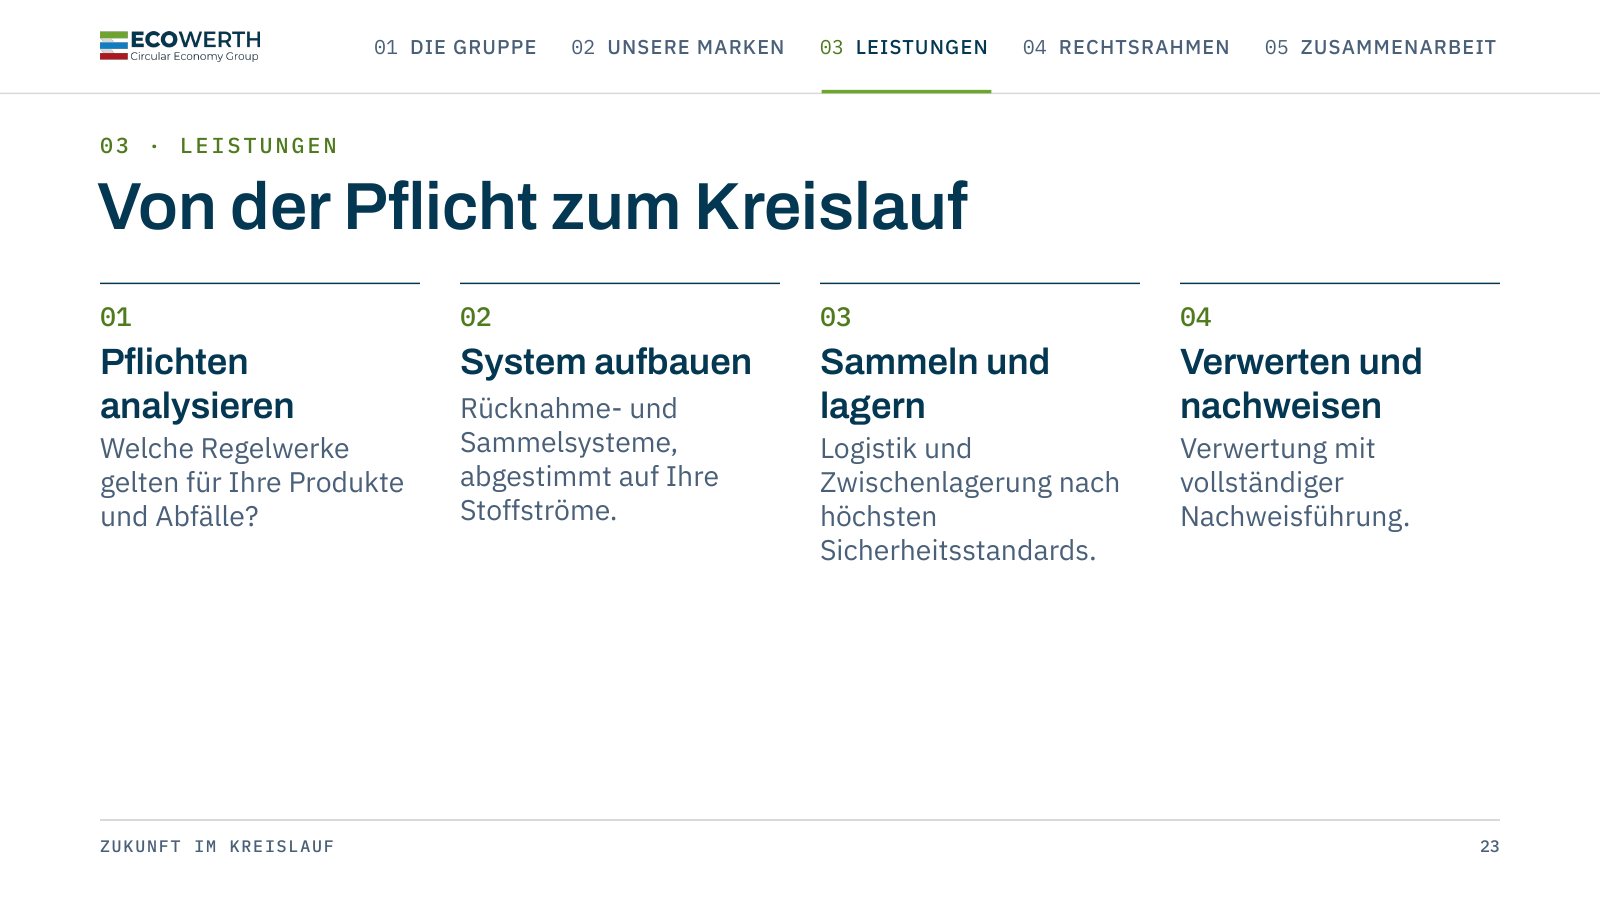 ECOWERTH
Circular Economy Group
01 DIE GRUPPE
02 UNSERE MARKEN
03 LEISTUNGEN
04 RECHTSRAHMEN
05 ZUSAMMENARBEIT
03 · LEISTUNGEN
Von der Pflicht zum Kreislauf
01
Pflichten
analysieren
Welche Regelwerke
gelten für Ihre Produkte
und Abfälle?
02
System aufbauen
Rücknahme- und
Sammelsysteme,
abgestimmt auf Ihre
Stoffströme.
03
Sammeln und
lagern
Logistik und
Zwischenlagerung nach
höchsten
Sicherheitsstandards.
04
Verwerten und
nachweisen
Verwertung mit
vollständiger
Nachweisführung.
ZUKUNFT IM KREISLAUF
23